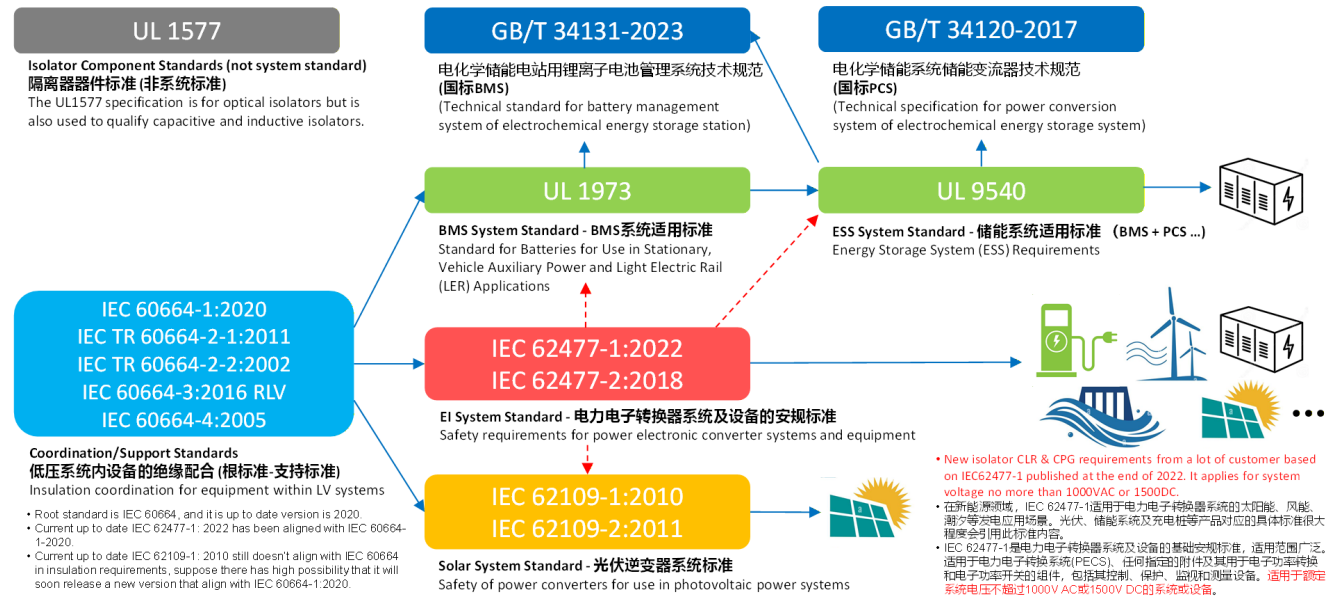 UL 1577
Isolator Component Standards (not system standard)
隔离器器件标准 (非系统标准)
The UL1577 specification is for optical isolators but is
also used to qualify capacitive and inductive isolators.
GB/T 34131-2023
电化学储能电站用锂离子电池管理系统技术规范
(国标BMS)
(Technical standard for battery management
system of electrochemical energy storage station)
GB/T 34120-2017
电化学储能系统储能变流器技术规范
(国标PCS)
(Technical specification for power conversion
system of electrochemical energy storage system)
UL 1973
BMS System Standard - BMS系统适用标准
Standard for Batteries for Use in Stationary,
Vehicle Auxiliary Power and Light Electric Rail
(LER) Applications
UL 9540
ESS System Standard - 储能系统适用标准 （BMS + PCS ...)
Energy Storage System (ESS) Requirements
IEC 60664-1:2020
IEC TR 60664-2-1:2011
IEC TR 60664-2-2:2002
IEC 60664-3:2016 RLV
IEC 60664-4:2005
Coordination/Support Standards
低压系统内设备的绝缘配合 (根标准-支持标准)
Insulation coordination for equipment within LV systems
• Root standard is IEC 60664, and it is up to date version is 2020.
• Current up to date IEC 62477-1: 2022 has been aligned with IEC 60664-
1-2020.
• Current up to date IEC 62109-1: 2010 still doesn't align with IEC 60664
in insulation requirements, suppose there has high possibility that it will
soon release a new version that align with IEC 60664-1:2020.
IEC 62477-1:2022
IEC 62477-2:2018
EI System Standard - 电力电子转换器系统及设备的安规标准
Safety requirements for power electronic converter systems and equipment
IEC 62109-1:2010
IEC 62109-2:2011
Solar System Standard - 光伏逆变器系统标准
Safety of power converters for use in photovoltaic power systems
• New isolator CLR & CPG requirements from a lot of customer based
on IEC62477-1 published at the end of 2022. It applies for system
voltage no more than 1000VAC or 1500DC.
• 在新能源领域，IEC 62477-1适用于电力电子转换器系统的太阳能、风能、
潮汐等发电应用场景。光伏、储能系统及充电桩等产品对应的具体标准很大
程度会引用此标准内容。
• IEC 62477-1是电力电子转换器系统及设备的基础安规标准，适用范围广泛。
适用于电力电子转换系统(PECS)、任何指定的附件及其用于电子功率转换
和电子功率开关的组件，包括其控制、保护、监视和测量设备。适用于额定
系统电压不超过1000V AC或1500V DC的系统或设备。